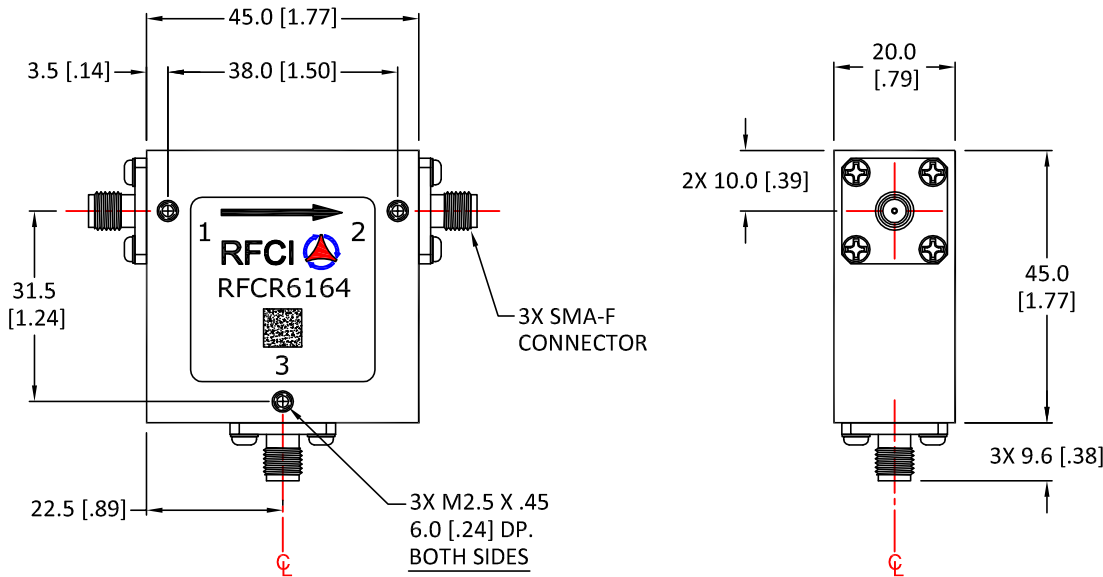 45.0 [1.77]
3.5 [.14]
38.0 [1.50]
1
2
RFCI
RFCR6164
3
31.5
[1.24]
3X SMA-F
CONNECTOR
22.5 [.89]
3X M2.5 X .45
6.0 [.24] DP.
BOTH SIDES
℄
20.0
[.79]
2X 10.0 [.39]
45.0
[1.77]
3X 9.6 [.38]
℄